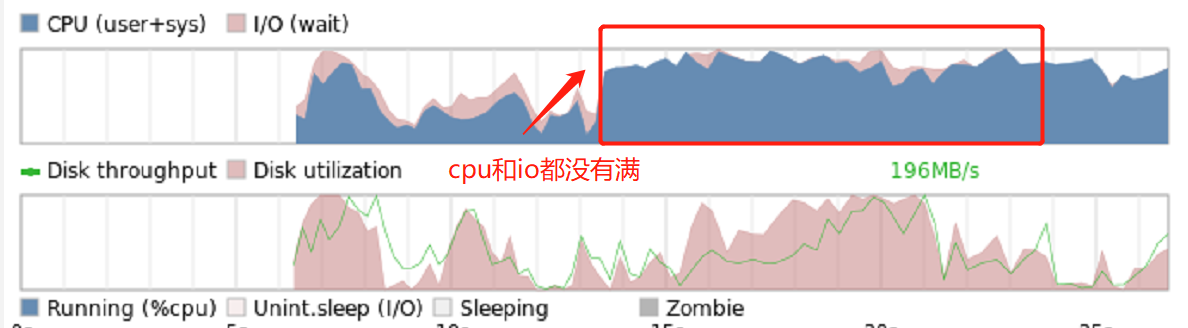 CPU (user+sys) I/O (wait)
cpu和io都没有满
Disk throughput Disk utilization 196MB/s
Running (%cpu) Unint.sleep (I/O) Sleeping Zombie